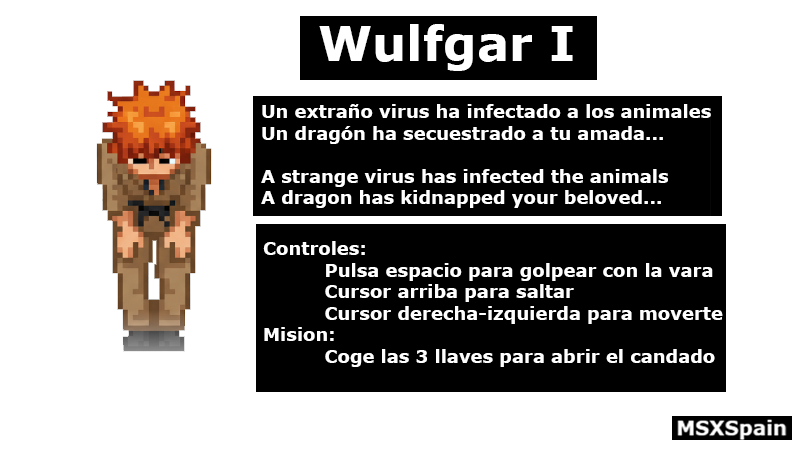 Wulfgar I
Un extraño virus ha infectado a los animales
Un dragón ha secuestrado a tu amada...
A strange virus has infected the animals
A dragon has kidnapped your beloved...
Controles:
Pulsa espacio para golpear con la vara
Cursor arriba para saltar
Cursor derecha-izquierda para moverte
Mision:
Coge las 3 llaves para abrir el candado
MSXSpain